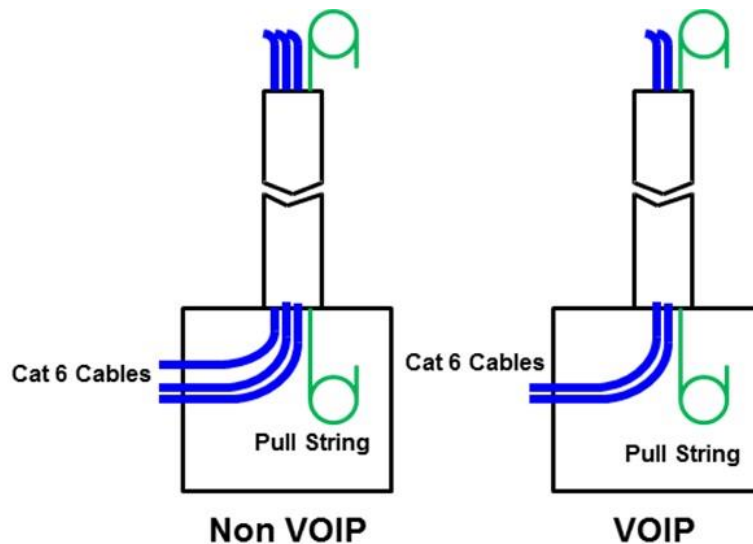 Cat 6 Cables
Pull String
Non VOIP
Cat 6 Cables
Pull String
VOIP